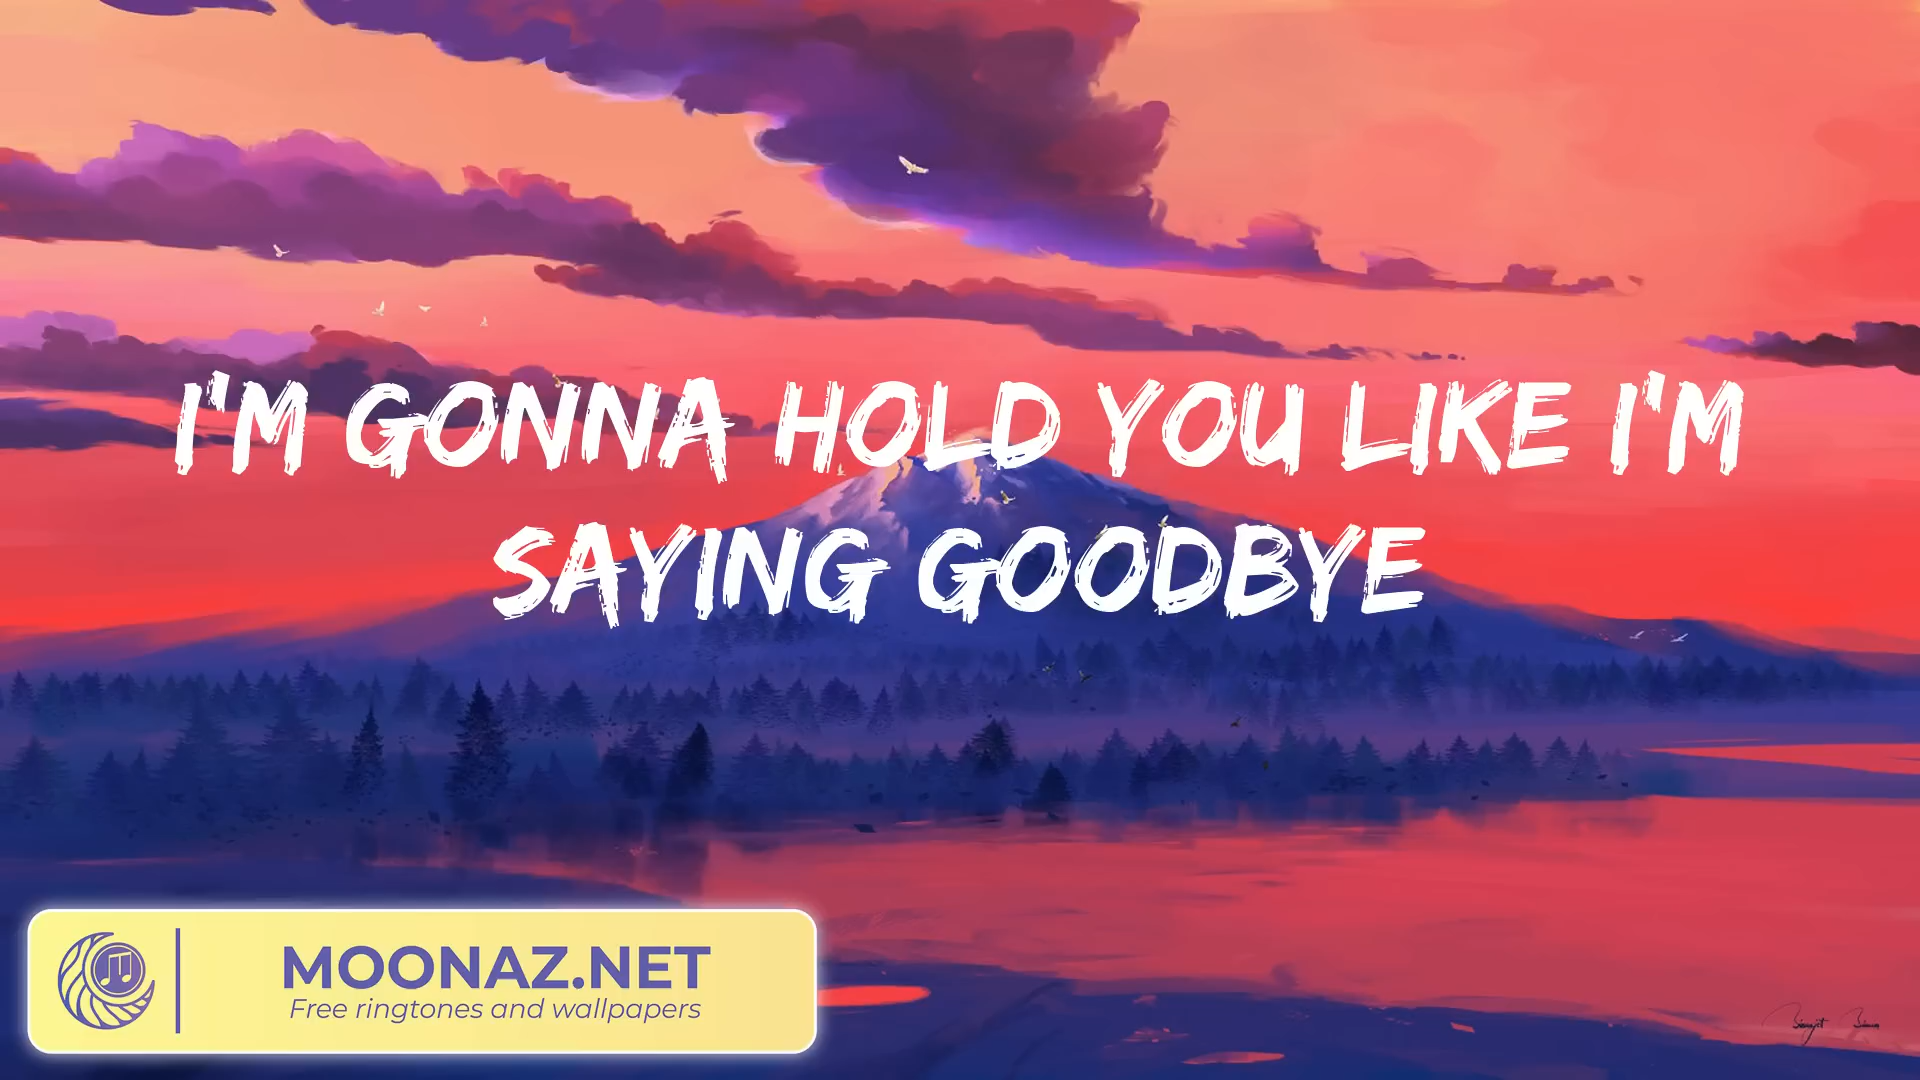 I'M GONNA HOLD YOU LIKE I'M
SAYING GOODBYE
MOONAZ.NET
Free ringtones and wallpapers